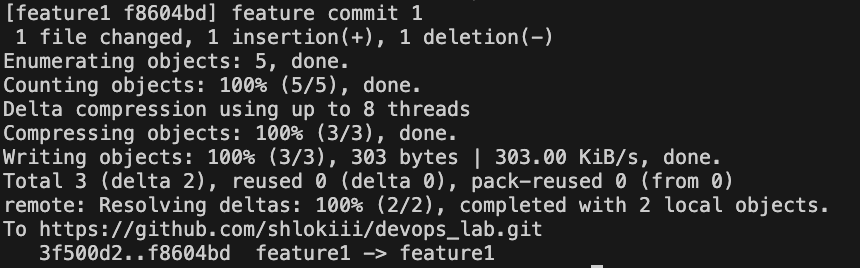 [feature1 f8604bd] feature commit 1
 1 file changed, 1 insertion(+), 1 deletion(-)
Enumerating objects: 5, done.
Counting objects: 100% (5/5), done.
Delta compression using up to 8 threads
Compressing objects: 100% (3/3), done.
Writing objects: 100% (3/3), 303 bytes | 303.00 KiB/s, done.
Total 3 (delta 2), reused 0 (delta 0), pack-reused 0 (from 0)
remote: Resolving deltas: 100% (2/2), completed with 2 local objects.
To https://github.com/shlokiii/devops_lab.git
   3f500d2..f8604bd  feature1 -> feature1